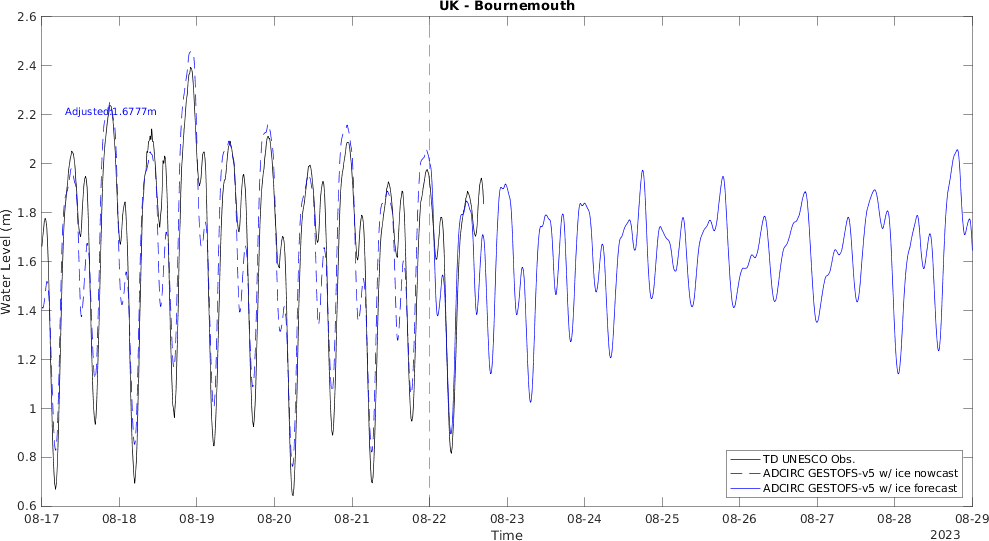 UK - Bournemouth
2.6
2.4
2.2
2
1.8
1.6
1.4
1.2
1
0.8
0.6
Water Level (m)
Adjusted:1.6777m
TD UNESCO Obs.
ADCIRC GESTOFS-v5 w/ ice nowcast
ADCIRC GESTOFS-v5 w/ ice forecast
08-17 08-18 08-19 08-20 08-21 08-22 08-23 08-24 08-25 08-26 08-27 08-28 08-29
Time
2023